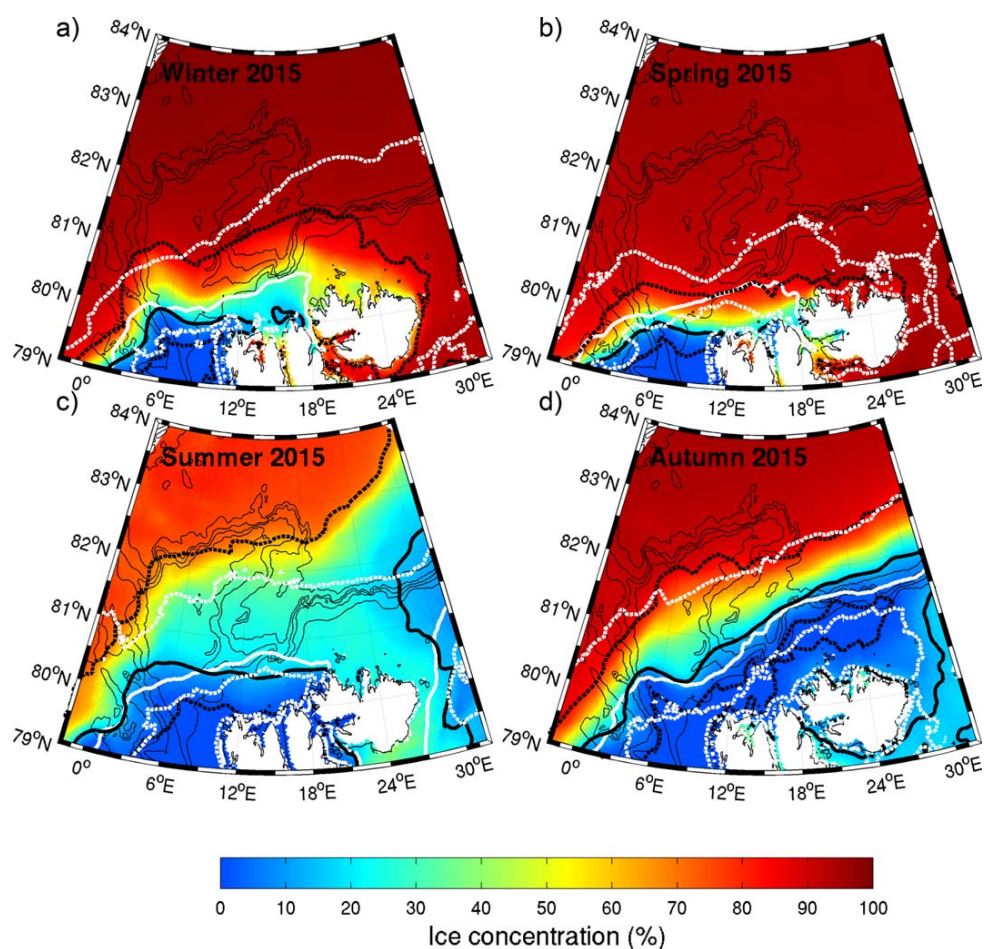 a)
Winter 2015
84°N
83°N
82°N
81°N
80°N
79°N
0°
6°E
12°E
18°E
24°E
30°E
b)
Spring 2015
84°N
83°N
82°N
81°N
80°N
79°N
0°
6°E
12°E
18°E
24°E
30°E
c)
Summer 2015
84°N
83°N
82°N
81°N
80°N
79°N
0°
6°E
12°E
18°E
24°E
30°E
d)
Autumn 2015
84°N
83°N
82°N
81°N
80°N
79°N
0°
6°E
12°E
18°E
24°E
30°E
0 10 20 30 40 50 60 70 80 90 100
Ice concentration (%)